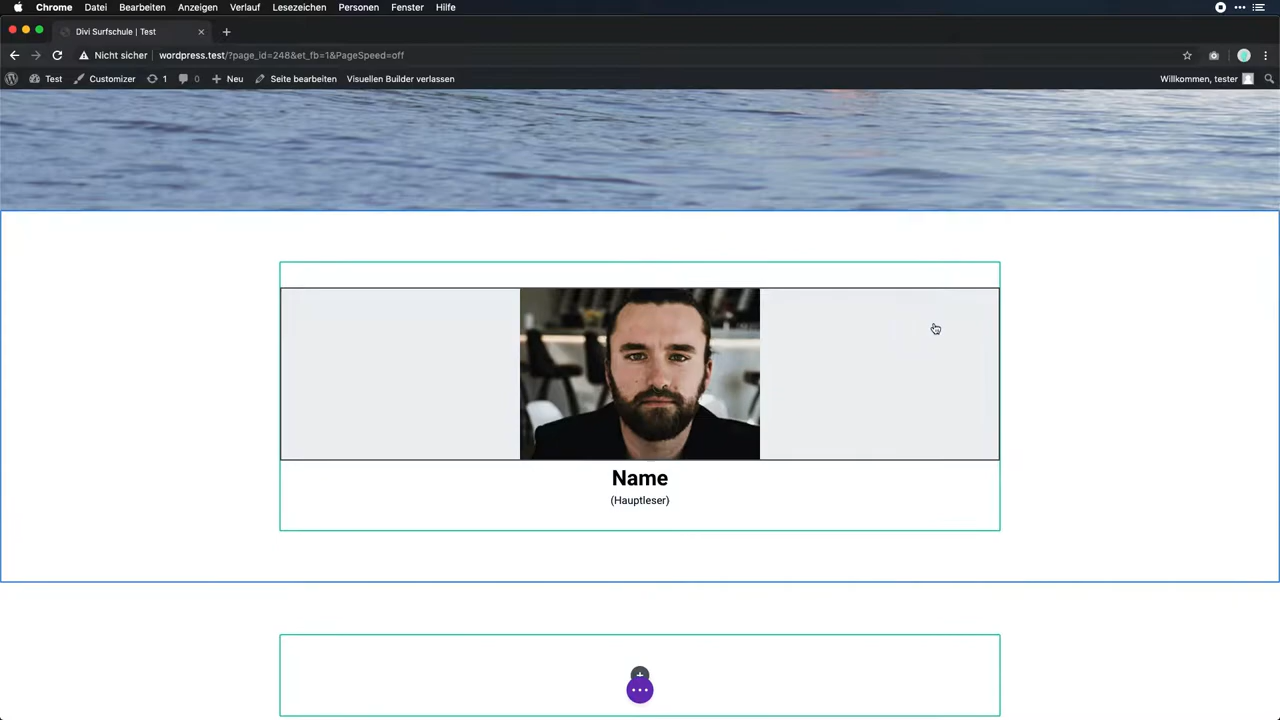 Chrome Datei Bearbeiten Anzeigen Verlauf Lesezeichen Personen Fenster Hilfe
Divi Surfschule | Test
Nicht sicher wordpress.test/?page_id=248&et_fb=1&PageSpeed=off
Test Customizer 1 0 Neu Seite bearbeiten Visuellen Builder verlassen Willkommen, tester
Name
(Hauptleser)